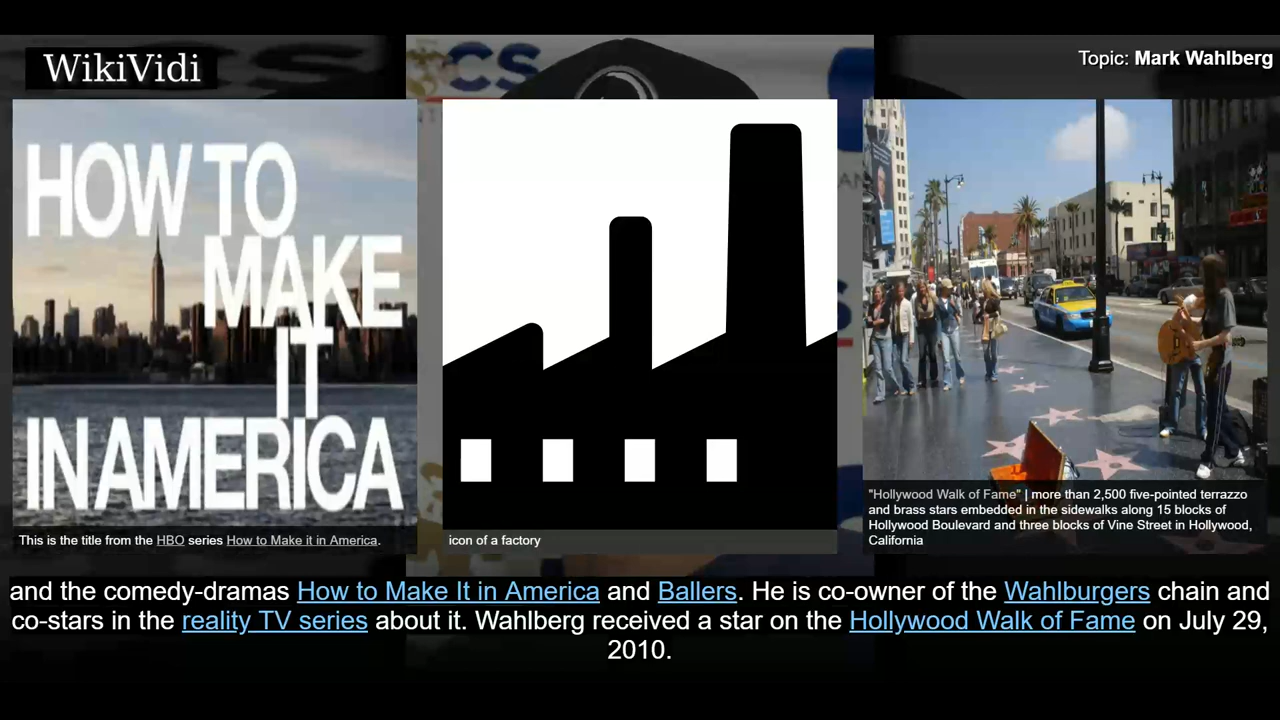 WikiVidi
Topic: Mark Wahlberg
CS
HOW TO
MAKE
IT
IN AMERICA
This is the title from the HBO series How to Make it in America.
icon of a factory
"Hollywood Walk of Fame" | more than 2,500 five-pointed terrazzo
and brass stars embedded in the sidewalks along 15 blocks of
Hollywood Boulevard and three blocks of Vine Street in Hollywood,
California
and the comedy-dramas How to Make It in America and Ballers. He is co-owner of the Wahlburgers chain and
co-stars in the reality TV series about it. Wahlberg received a star on the Hollywood Walk of Fame on July 29,
2010.